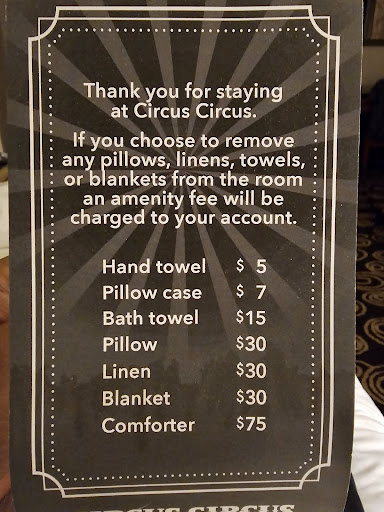 Thank you for staying
at Circus Circus.
If you choose to remove
any pillows, linens, towels,
or blankets from the room
an amenity fee will be
charged to your account.
Hand towel $ 5
Pillow case $ 7
Bath towel $15
Pillow $30
Linen $30
Blanket $30
Comforter $75
CIRCUS CIRCUS